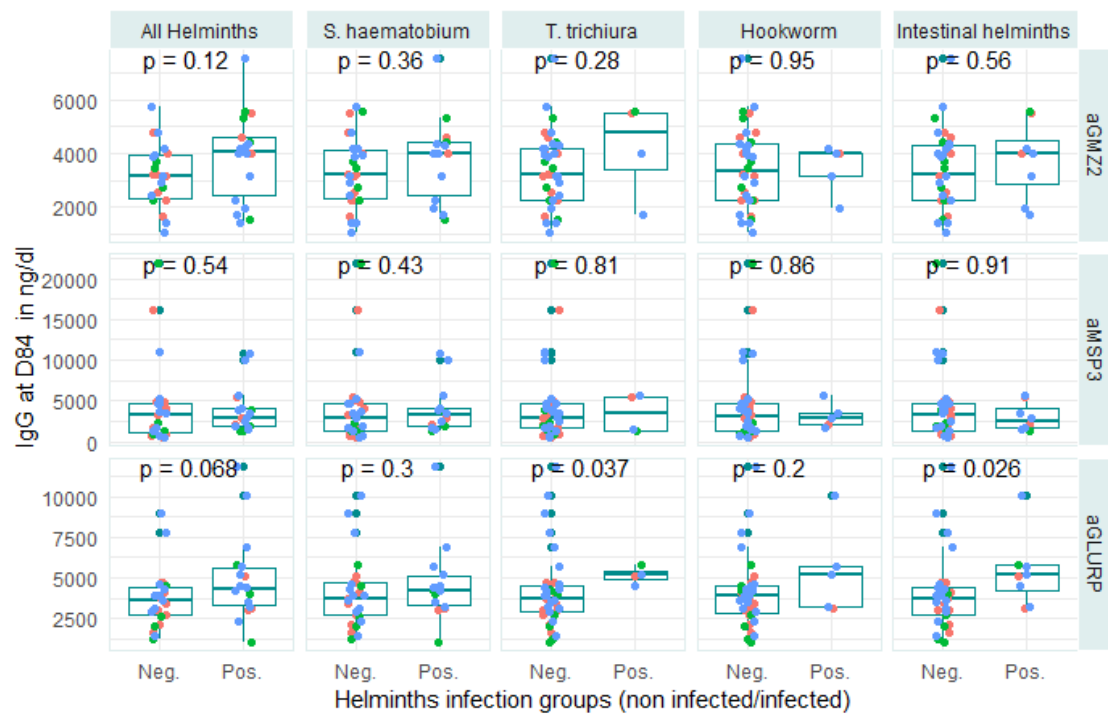 All Helminths S. haematobium T. trichiura Hookworm Intestinal helminths
p = 0.12 p = 0.36 p = 0.28 p = 0.95 p = 0.56
6000
4000
2000
aGMZ2
p = 0.54 p = 0.43 p = 0.81 p = 0.86 p = 0.91
20000
15000
10000
5000
0
aMSP3
IgG at D84 in ng/dl
p = 0.068 p = 0.3 p = 0.037 p = 0.2 p = 0.026
10000
7500
5000
2500
aGLURP
Neg. Pos. Neg. Pos. Neg. Pos. Neg. Pos. Neg. Pos.
Helminths infection groups (non infected/infected)